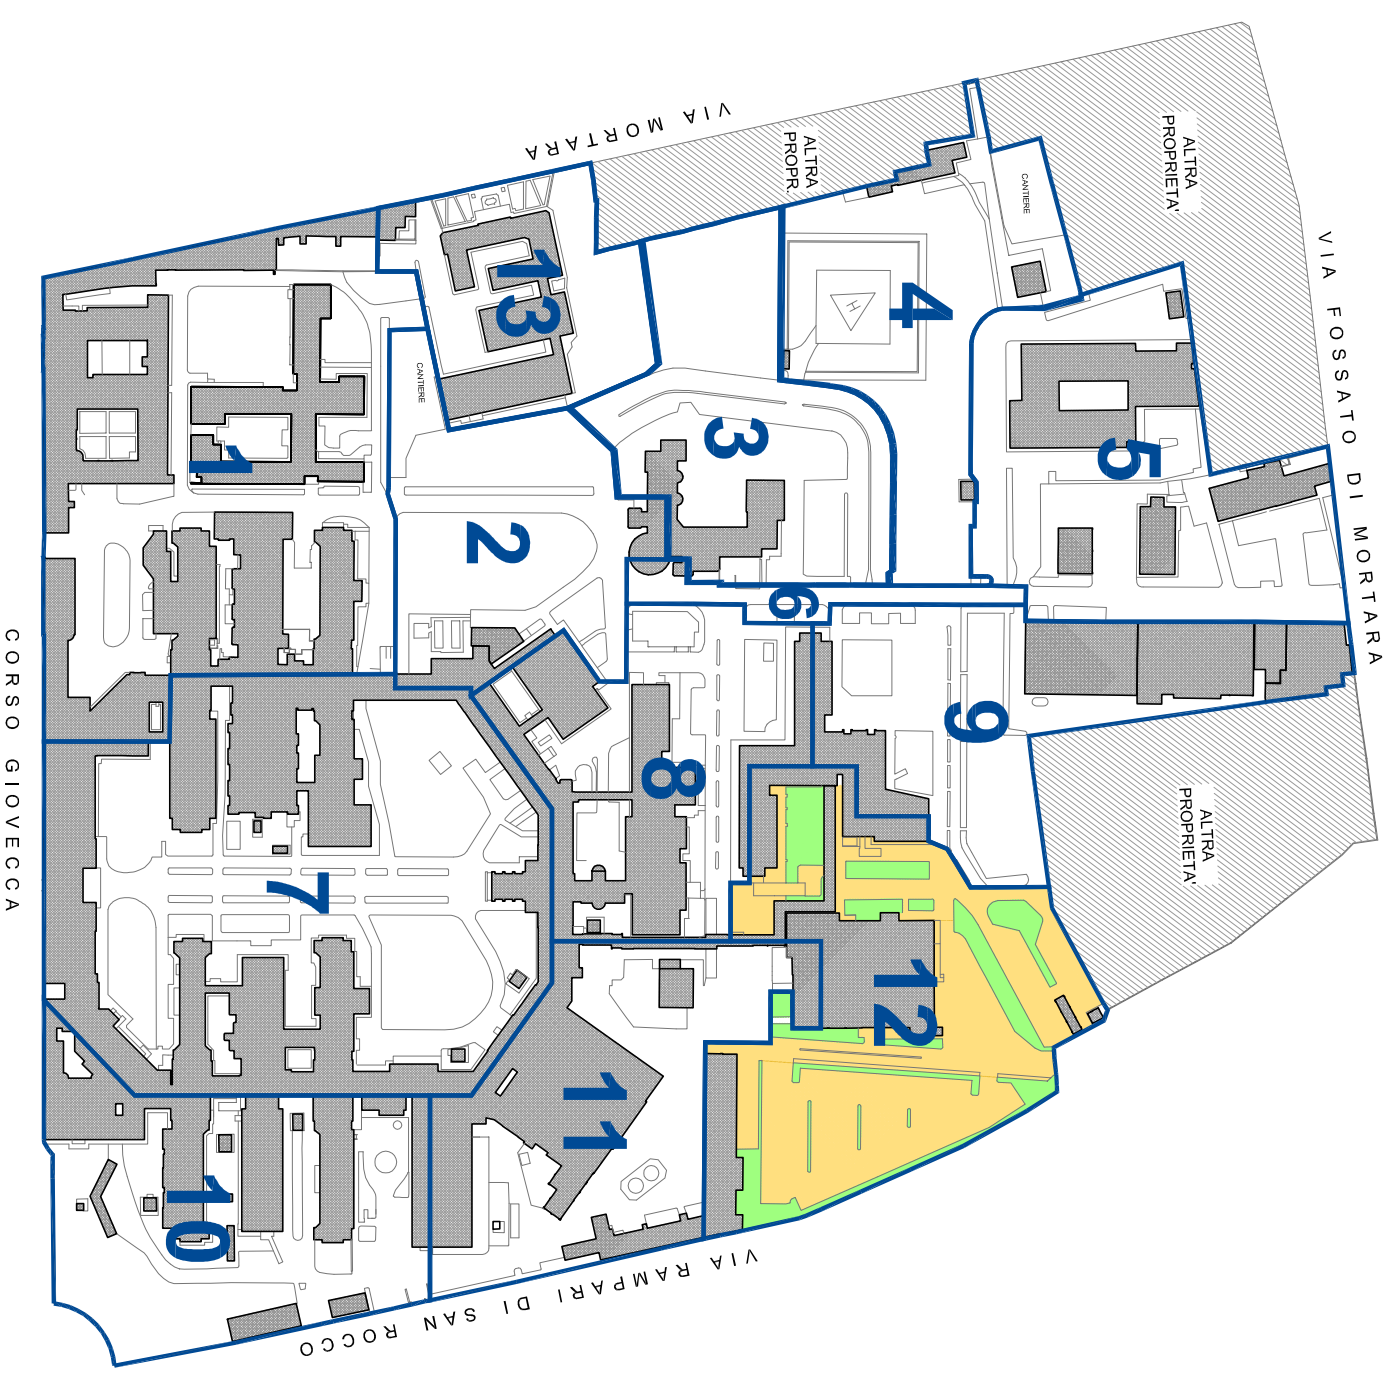 VIA MORTARA
ALTRA
PROPR.
ALTRA
PROPRIETA'
CANTIERE
VIA FOSSATO DI MORTARA
13
4
CANTIERE
1
3
5
2
6
9
8
ALTRA
PROPRIETA'
CORSO GIOVECCA
7
12
11
10
VIA RAMPARI DI SAN ROCCO